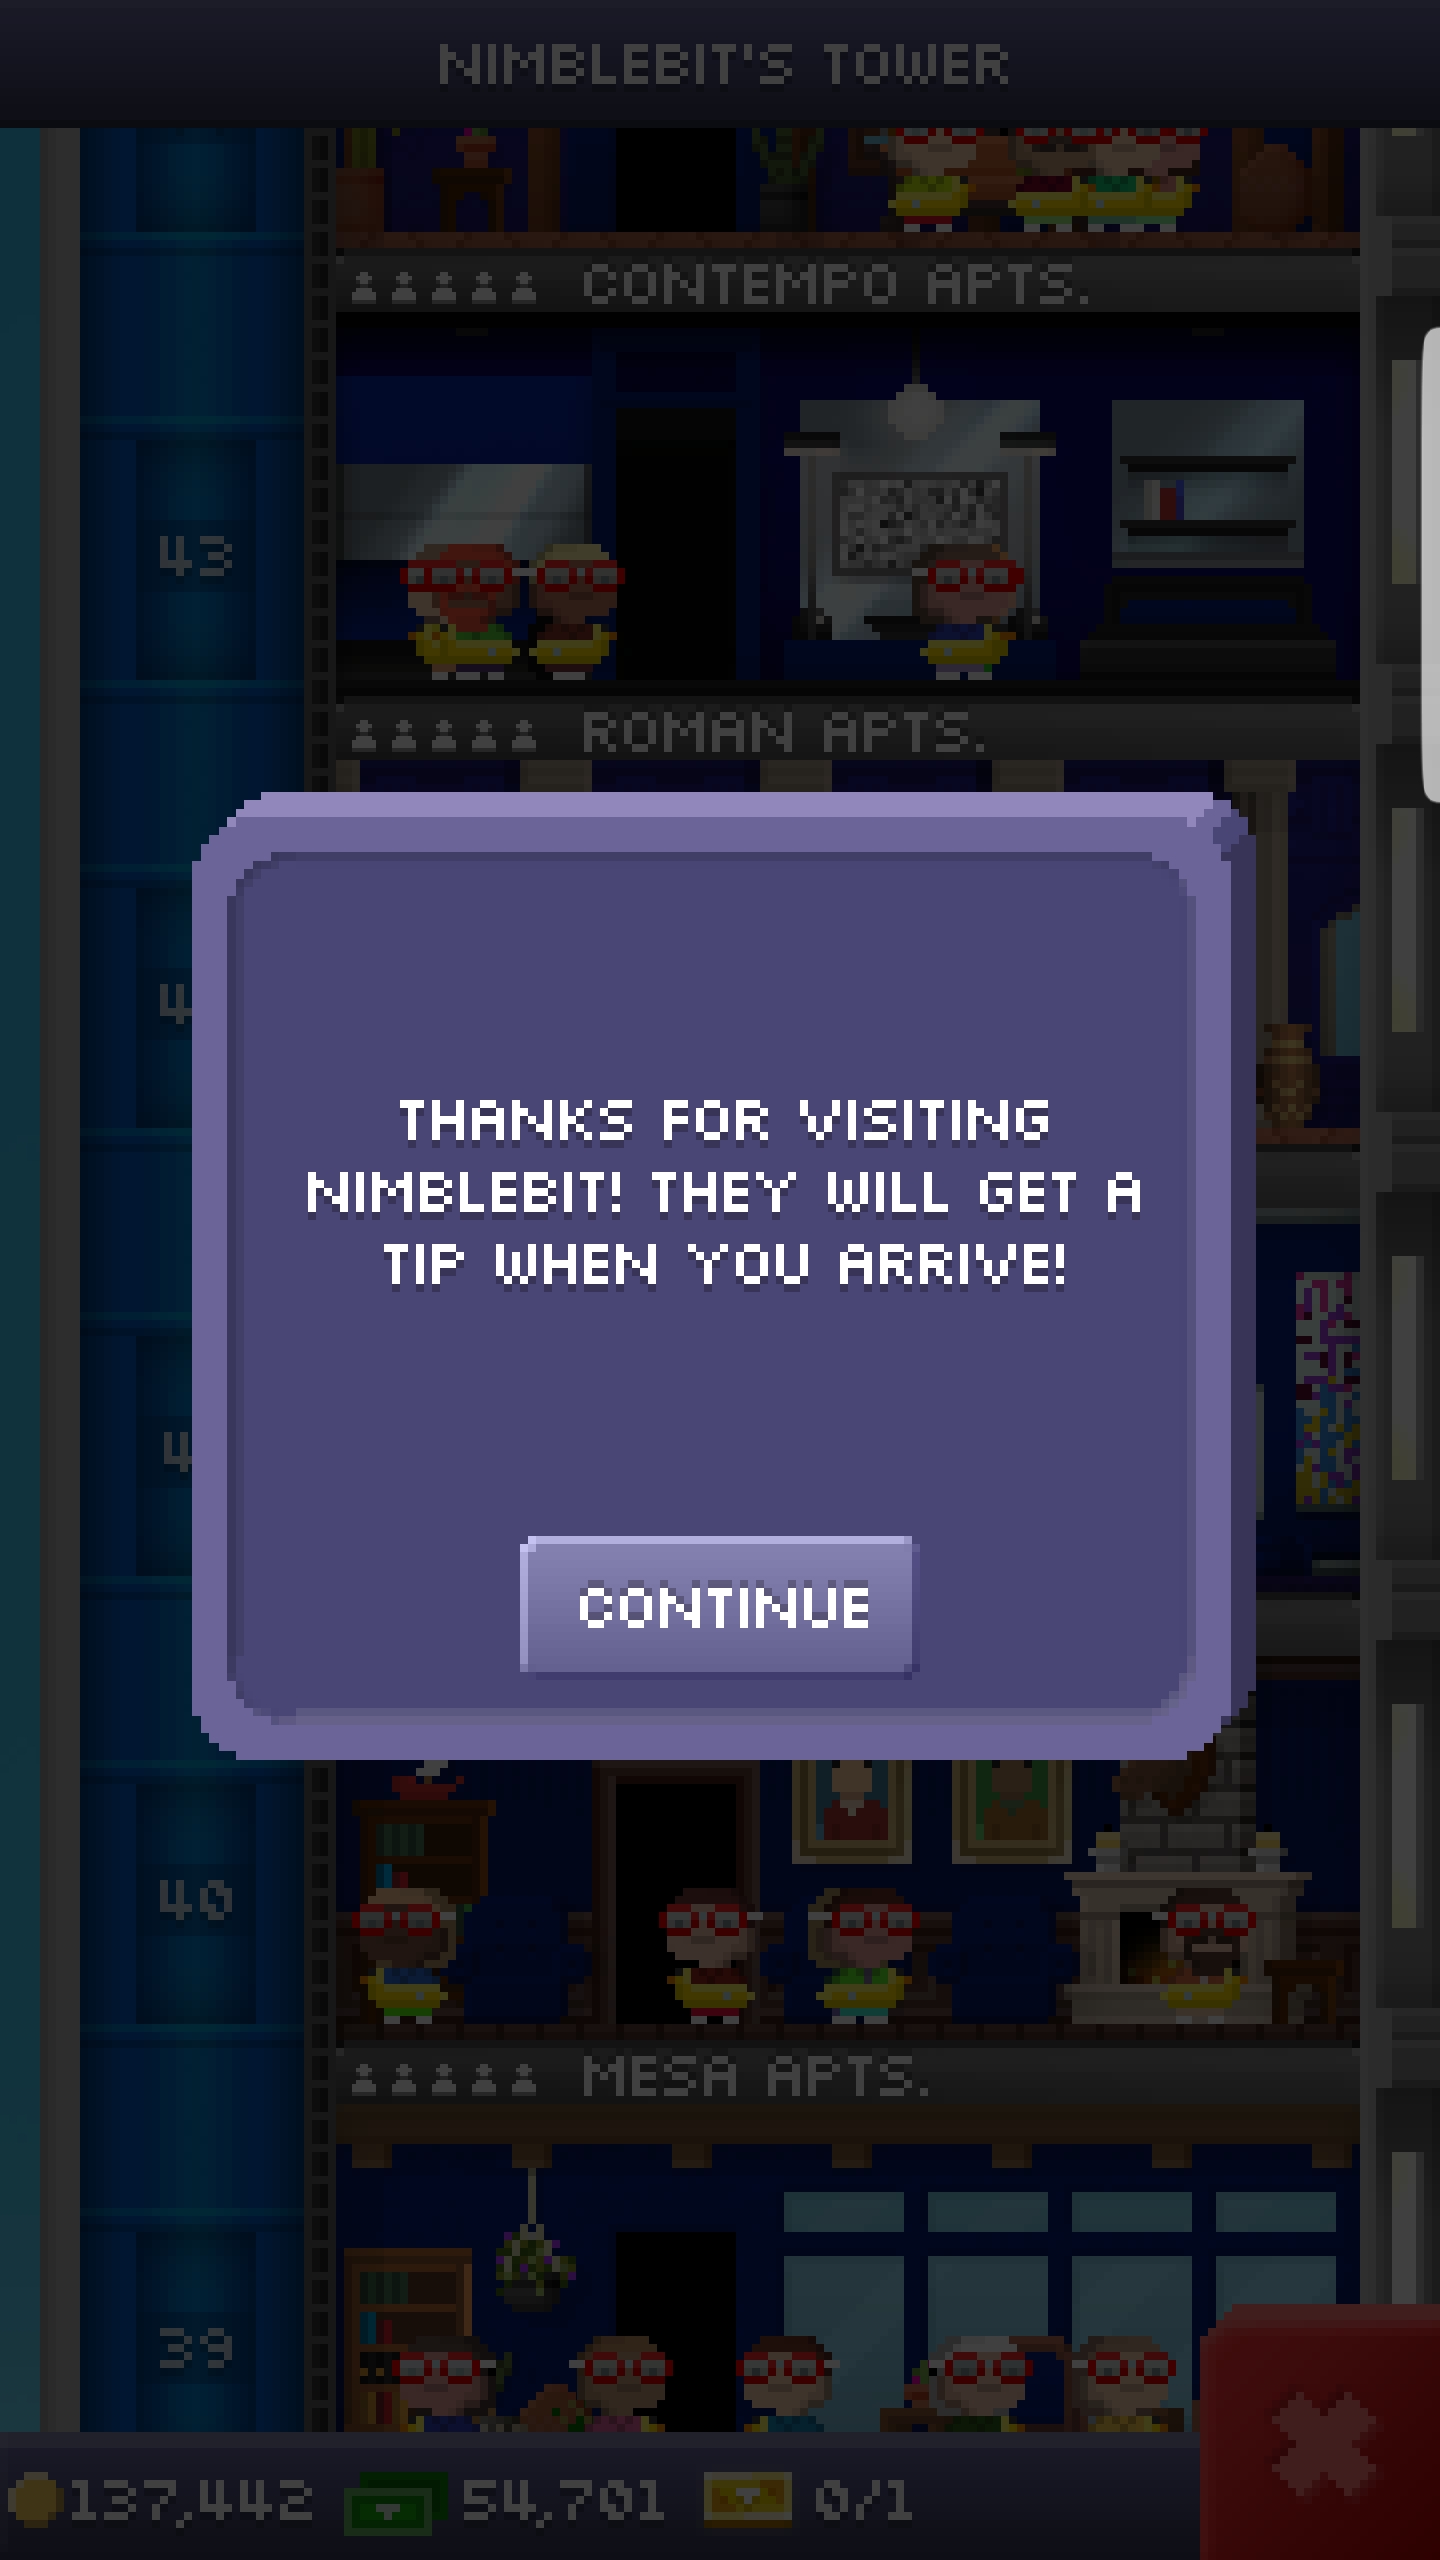 NIMBLEBIT'S TOWER
CONTEMPO APTS.
43
ROMAN APTS.
THANKS FOR VISITING
NIMBLEBIT! THEY WILL GET A
TIP WHEN YOU ARRIVE!
CONTINUE
40
MESA APTS.
39
137,442 54,701 0/1